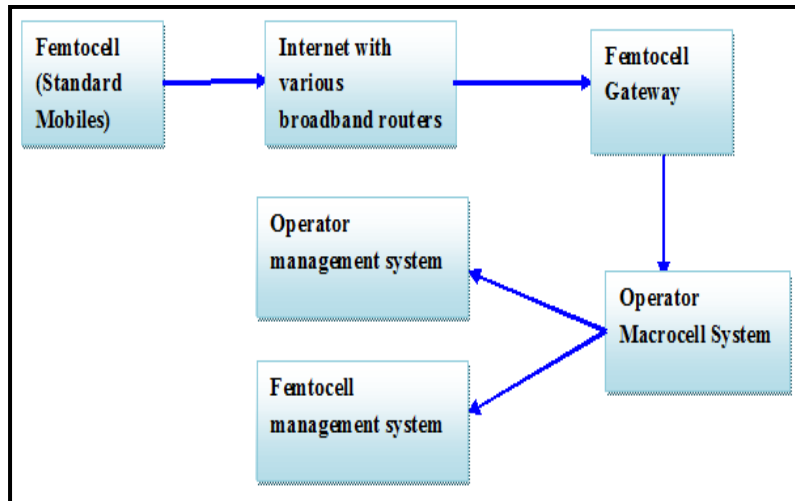 Femtocell
(Standard
Mobiles)
Internet with
various
broadband routers
Femtocell
Gateway
Operator
management system
Operator
Macrocell System
Femtocell
management system